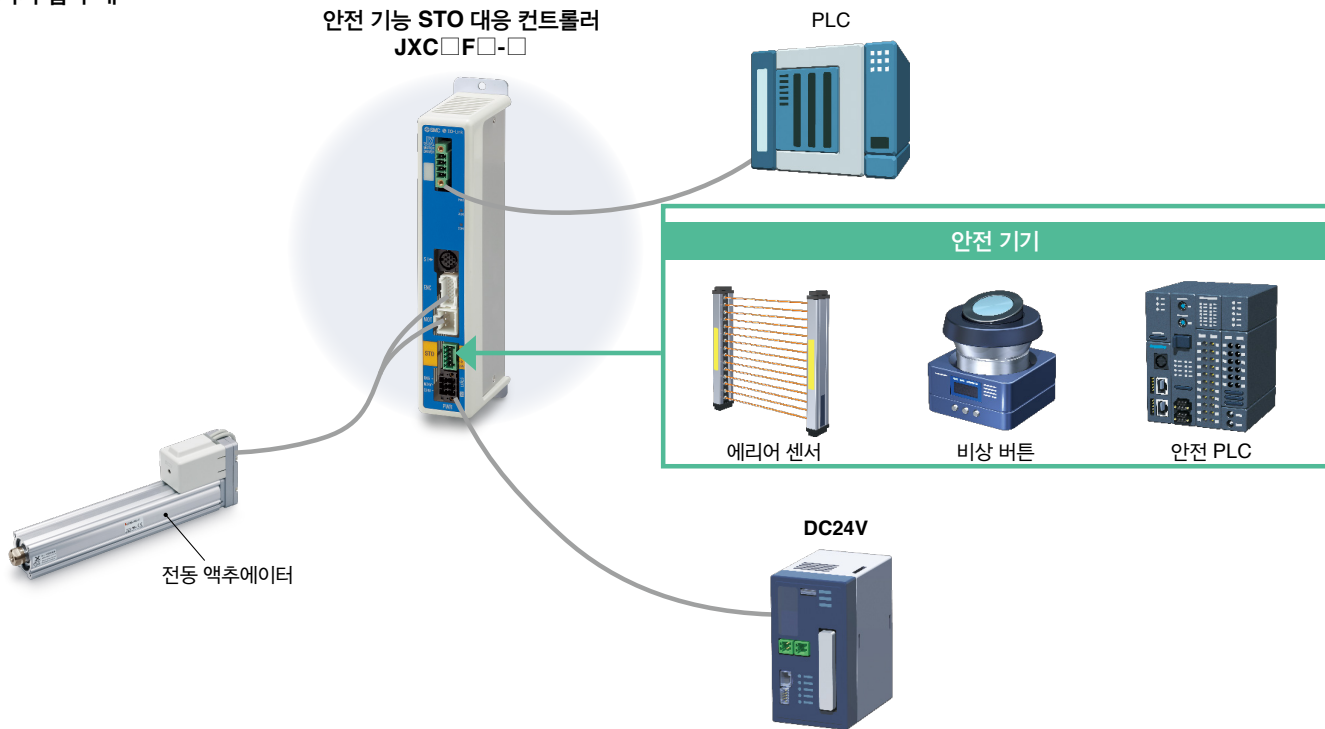 안전 기능 STO 대응 컨트롤러
JXC□F□-□
PLC
안전 기기
에리어 센서
비상 버튼
안전 PLC
STO
DC24V
전동 액추에이터